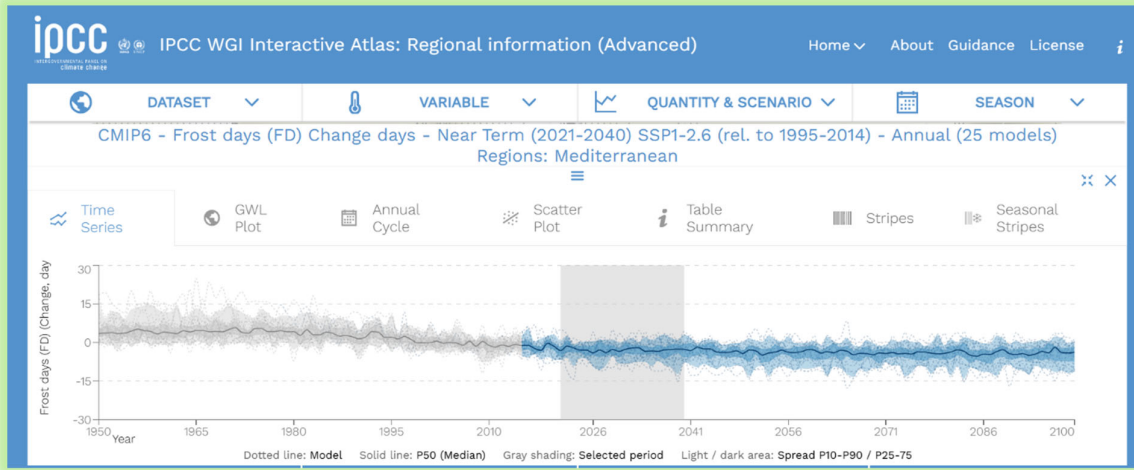 ipcc
INTERGOVERNMENTAL PANEL ON
climate change
IPCC WGI Interactive Atlas: Regional information (Advanced)
Home About Guidance License i
DATASET VARIABLE QUANTITY & SCENARIO SEASON
CMIP6 - Frost days (FD) Change days - Near Term (2021-2040) SSP1-2.6 (rel. to 1995-2014) - Annual (25 models)
Regions: Mediterranean
Time Series
GWL Plot
Annual Cycle
Scatter Plot
Table Summary
Stripes
Seasonal Stripes
Frost days (FD) (Change, day
30
15
0
-15
-30
1950 1965 1980 1995 2010 2026 2041 2056 2071 2086 2100
Year
Dotted line: Model Solid line: P50 (Median) Gray shading: Selected period Light / dark area: Spread P10-P90 / P25-75